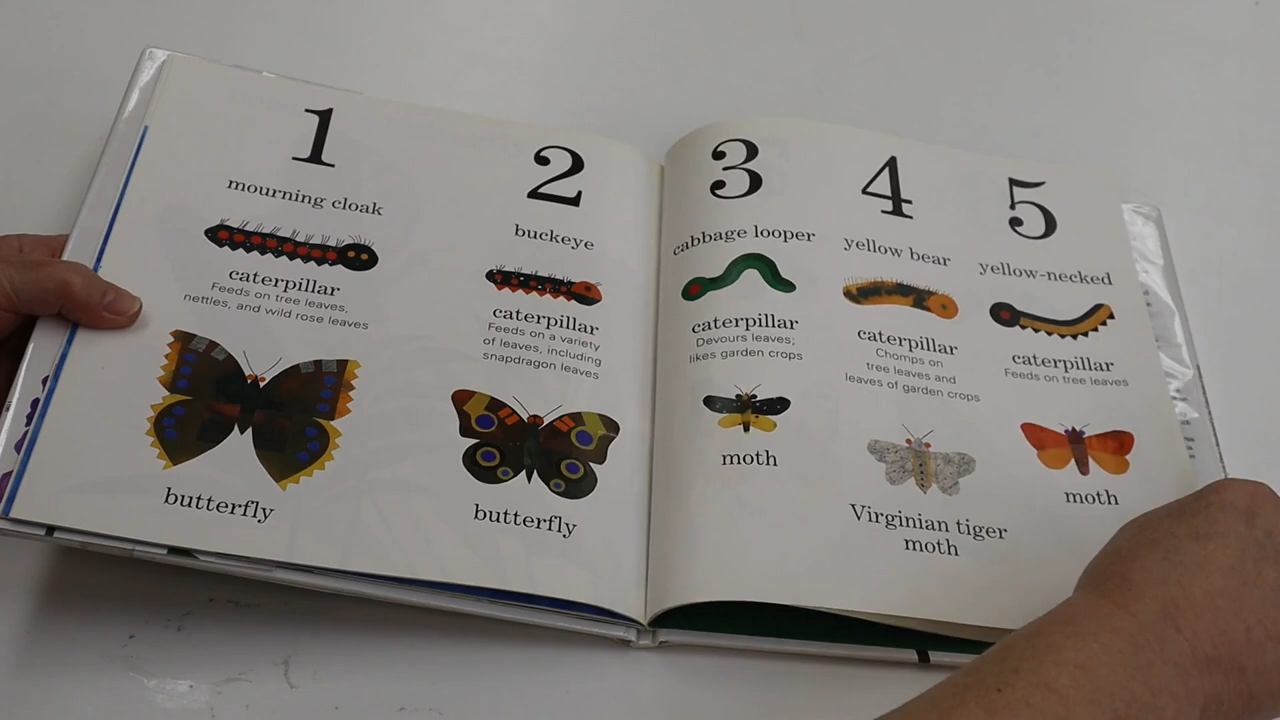 1
mourning cloak
caterpillar
Feeds on tree leaves,
nettles, and wild rose leaves
butterfly
2
buckeye
caterpillar
Feeds on a variety
of leaves, including
snapdragon leaves
butterfly
3
cabbage looper
caterpillar
Devours leaves;
likes garden crops
moth
4
yellow bear
caterpillar
Chomps on
tree leaves and
leaves of garden crops
Virginian tiger
moth
5
yellow-necked
caterpillar
Feeds on tree leaves
moth